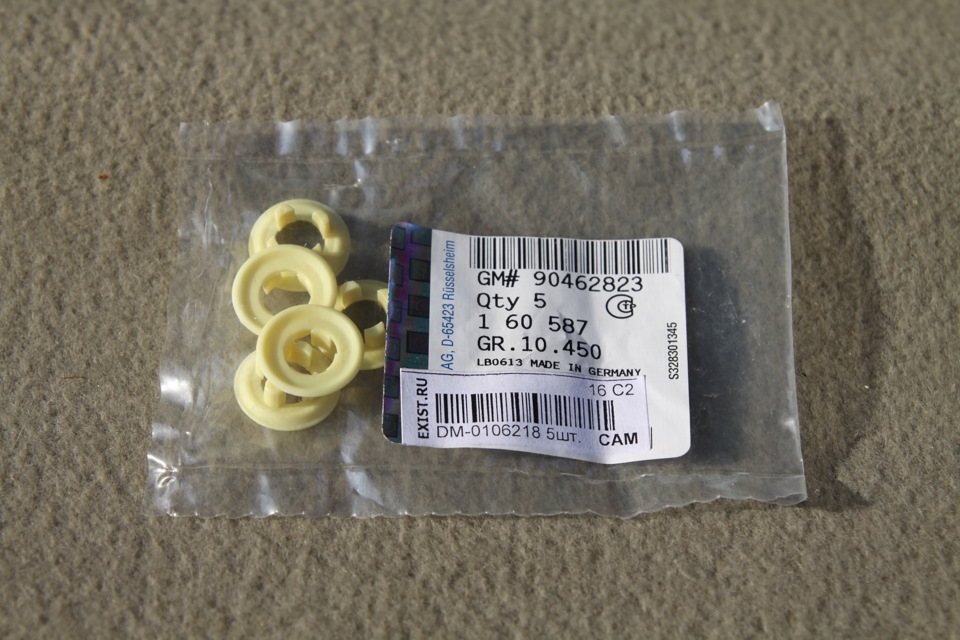 AG, D-65423 Rüsselsheim
GM# 90462823
Qty 5
1 60 587
GR.10.450
LB0613 MADE IN GERMANY
S328301345
EXIST.RU
16 C2
DM-0106218 5шт. САМ